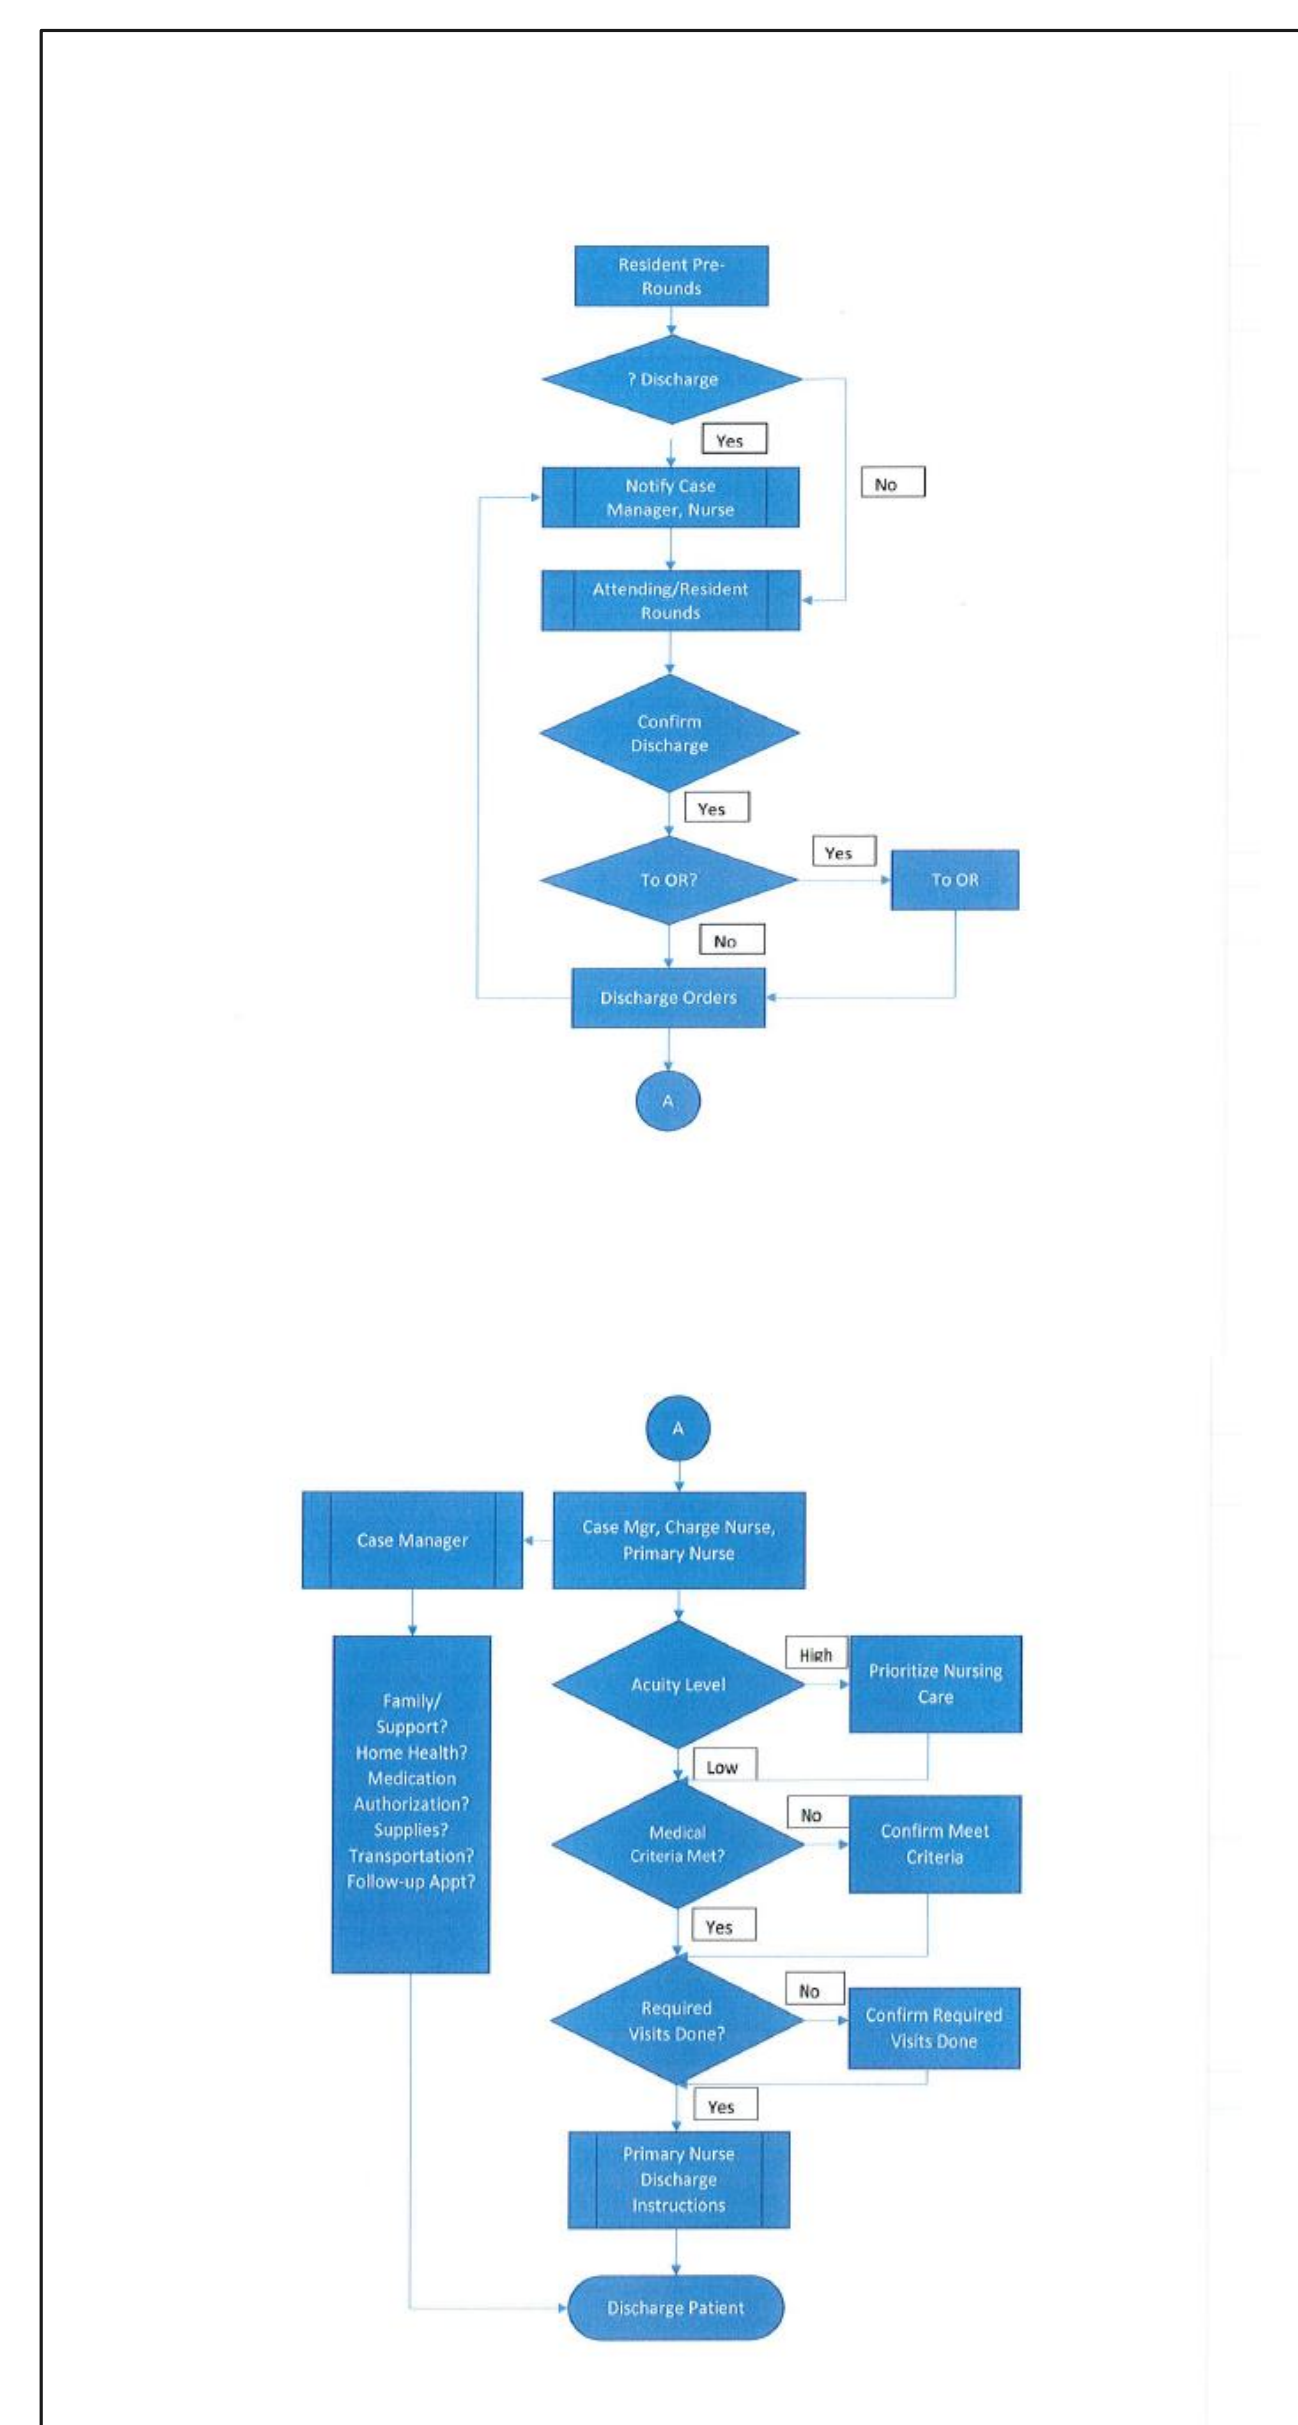 Resident Pre-
Rounds
? Discharge
Yes
No
Notify Case
Manager, Nurse
Attending/Resident
Rounds
Confirm
Discharge
Yes
To OR?
Yes
To OR
No
Discharge Orders
A
A
Case Manager
Case Mgr, Charge Nurse,
Primary Nurse
Family/
Support?
Home Health?
Medication
Authorization?
Supplies?
Transportation?
Follow-up Appt?
Acuity Level
High
Prioritize Nursing
Care
Low
Medical
Criteria Met?
No
Confirm Meet
Criteria
Yes
Required
Visits Done?
No
Confirm Required
Visits Done
Yes
Primary Nurse
Discharge
Instructions
Discharge Patient